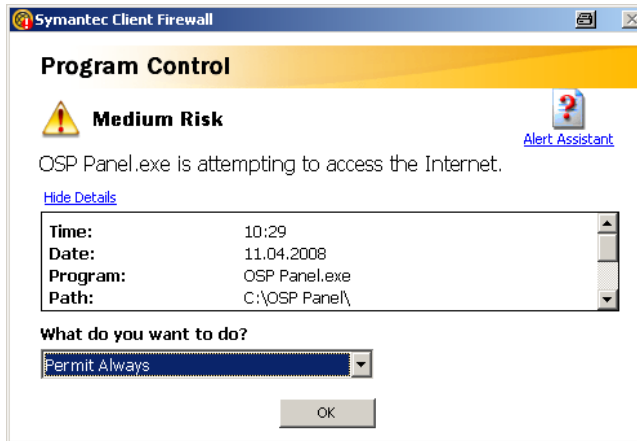 Symantec Client Firewall
Program Control
Medium Risk
Alert Assistant
OSP Panel.exe is attempting to access the Internet.
Hide Details
Time: 10:29
Date: 11.04.2008
Program: OSP Panel.exe
Path: C:\OSP Panel\
What do you want to do?
Permit Always
OK